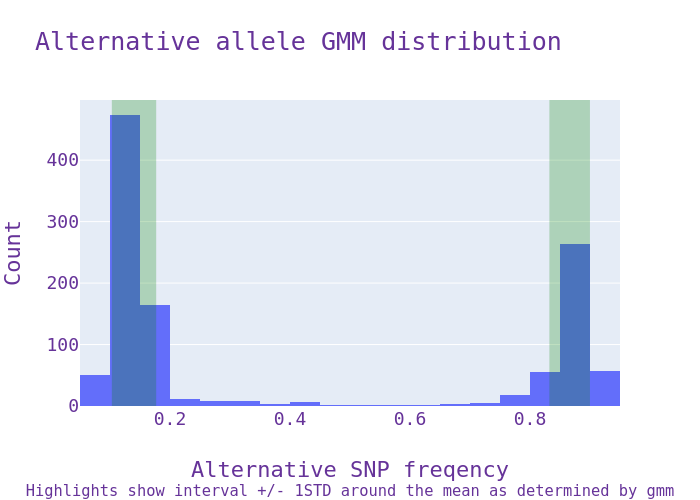 Alternative allele GMM distribution
400
300
200
100
0
Count
0.2 0.4 0.6 0.8
Alternative SNP freqency
Highlights show interval +/- 1STD around the mean as determined by gmm